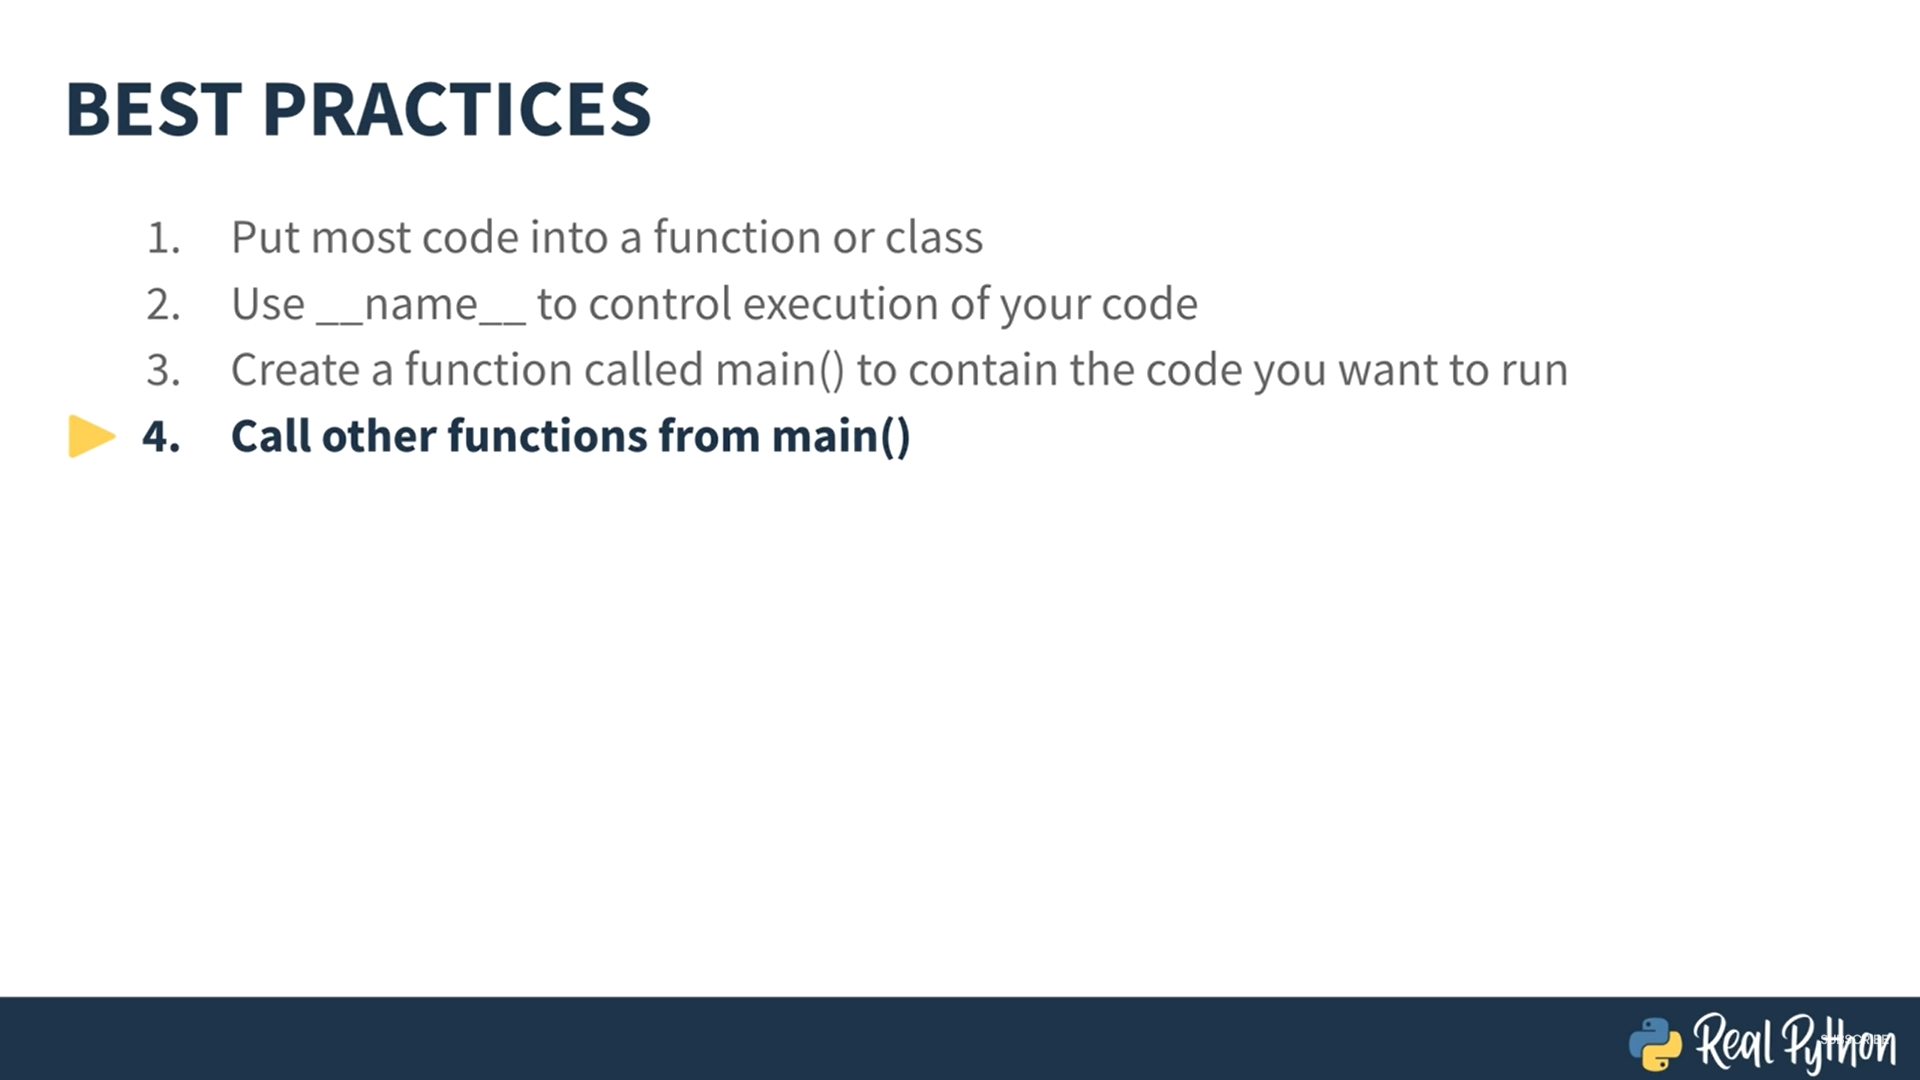 BEST PRACTICES
1. Put most code into a function or class
2. Use __name__ to control execution of your code
3. Create a function called main() to contain the code you want to run
4. Call other functions from main()
Real Python
SUBSCRIBE